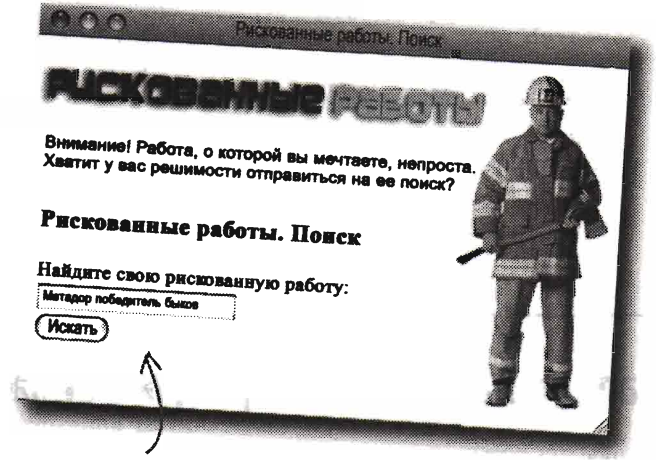 Рискованные работы. Поиск
Рискованные работы
Внимание! Работа, о которой вы мечтаете, непроста.
Хватит у вас решимости отправиться на ее поиск?
Рискованные работы. Поиск
Найдите свою рискованную работу:
Матадор победитель быков
Искать